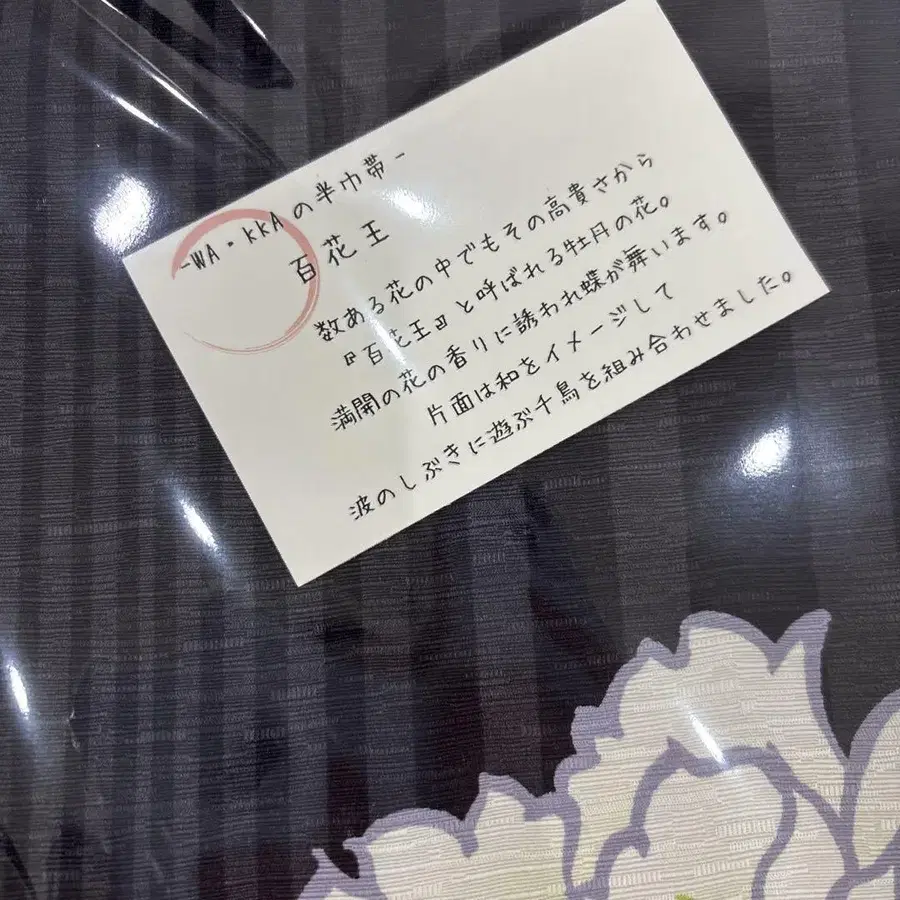 -WA・kkAの半巾帯-
百花王
数ある花の中でもその高貴さから
『百花王』と呼ばれる牡丹の花。
満開の花の香りに誘われ蝶が舞います。
片面は和をイメージして
波のしぶきに遊ぶ千鳥を組み合わせました。